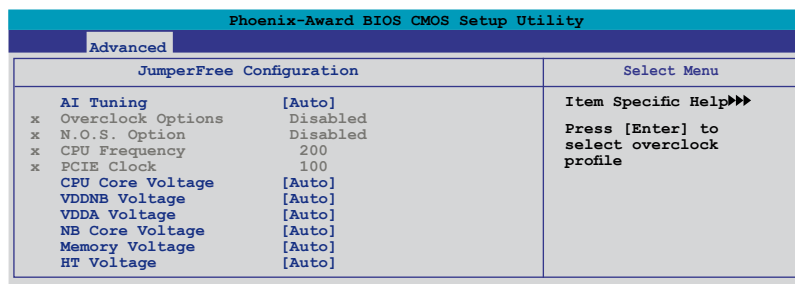 Phoenix-Award BIOS CMOS Setup Utility
Advanced
JumperFree Configuration
Select Menu
AI Tuning [Auto]
x Overclock Options Disabled
x N.O.S. Option Disabled
x CPU Frequency 200
x PCIE Clock 100
CPU Core Voltage [Auto]
VDDNB Voltage [Auto]
VDDA Voltage [Auto]
NB Core Voltage [Auto]
Memory Voltage [Auto]
HT Voltage [Auto]
Item Specific Help
Press [Enter] to
select overclock
profile